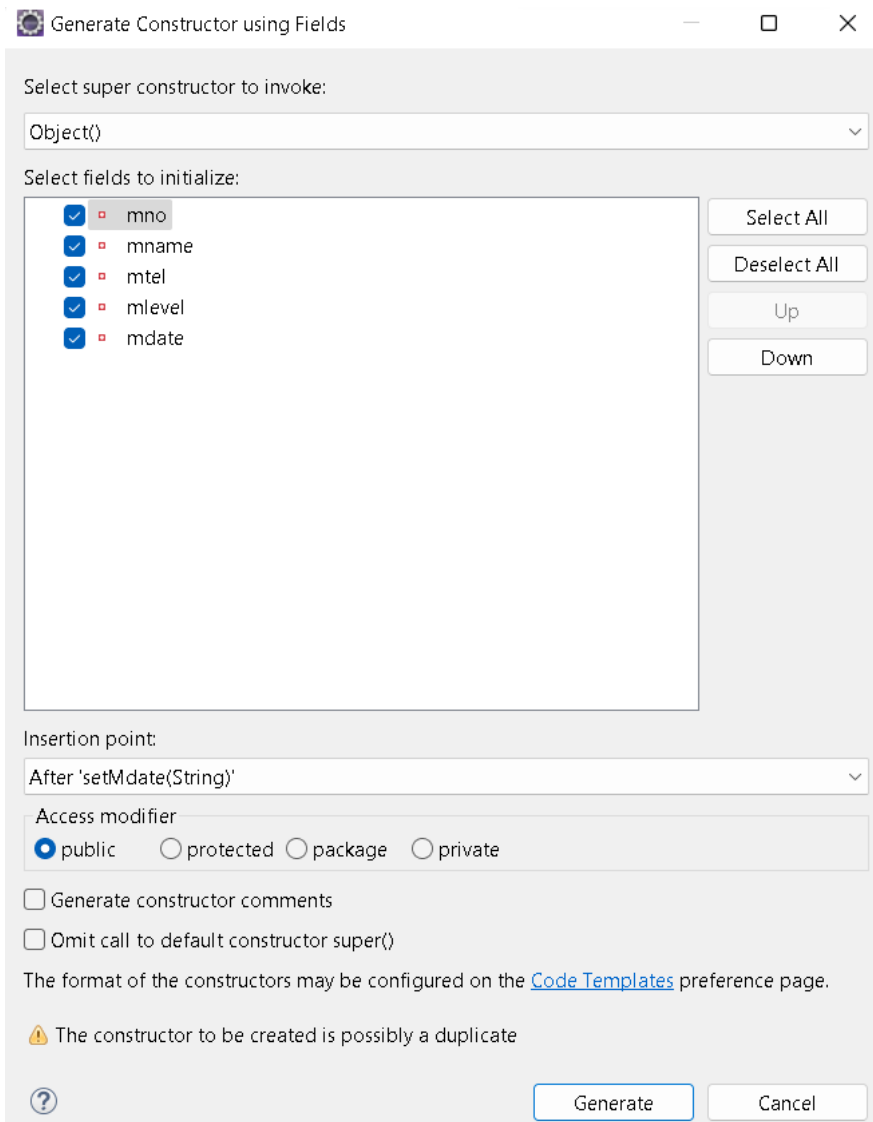 Generate Constructor using Fields
Select super constructor to invoke:
Object()
Select fields to initialize:
mno
mname
mtel
mlevel
mdate
Select All
Deselect All
Up
Down
Insertion point:
After 'setMdate(String)'
Access modifier
public protected package private
Generate constructor comments
Omit call to default constructor super()
The format of the constructors may be configured on the Code Templates preference page.
The constructor to be created is possibly a duplicate
? Generate Cancel